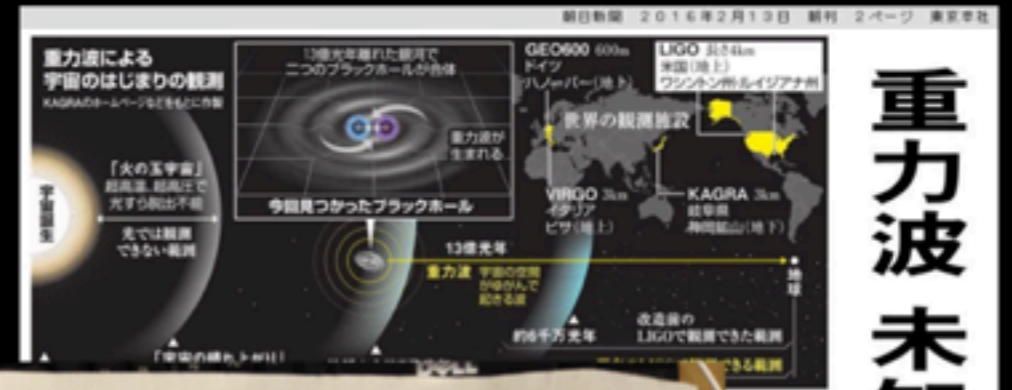 朝日新聞 2016年2月13日 朝刊 2ページ 東京本社
重力波 未
重力波による
宇宙のはじまりの観測
KAGRAのホームページなどをもとに作製
13億光年離れた銀河で
二つのブラックホールが合体
重力波が
生まれる
今回見つかったブラックホール
GEO600 600m
ドイツ
ハノーバー(地上)
LIGO 長さ4km
米国(地上)
ワシントン州・ルイジアナ州
世界の観測施設
VIRGO 3km
イタリア
ピサ(地上)
KAGRA 3km
岐阜県
神岡鉱山(地下)
宇宙誕生
「火の玉宇宙」
超高温、超高圧で
光すら脱出不能
光では観測
できない範囲
13億光年
重力波 宇宙の空間
がゆがんで
起きる波
地球
約6千万光年
改造前の
LIGOで観測できた範囲
「宇宙の晴れ上がり」